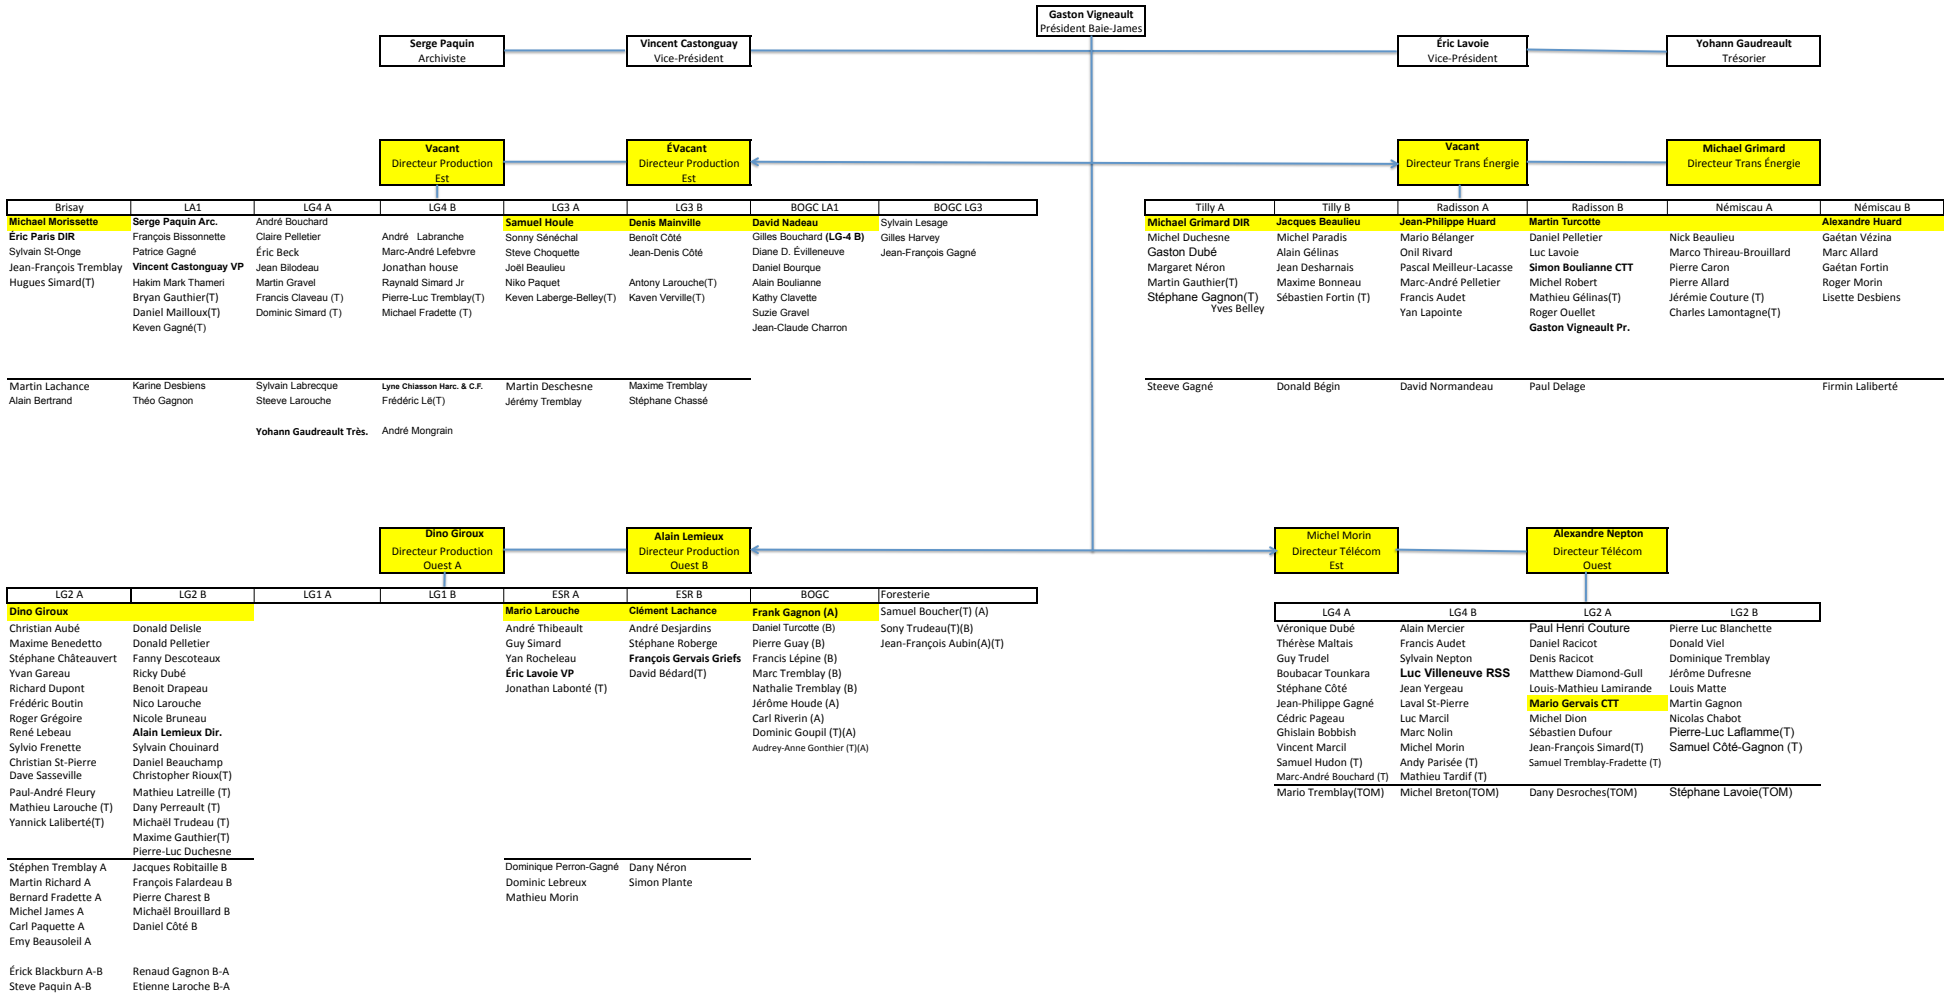 Gaston Vigneault
Président Baie-James
Serge Paquin
Archiviste
Vincent Castonguay
Vice-Président
Éric Lavoie
Vice-Président
Yohann Gaudreault
Trésorier
Vacant
Directeur Production
Est
ÉVacant
Directeur Production
Est
Vacant
Directeur Trans Énergie
Michael Grimard
Directeur Trans Énergie
Brisay
Michael Morissette
Éric Paris DIR
Sylvain St-Onge
Jean-François Tremblay
Hugues Simard(T)
Martin Lachance
Alain Bertrand
LA1
Serge Paquin Arc.
François Bissonnette
Patrice Gagné
Vincent Castonguay VP
Hakim Mark Thameri
Bryan Gauthier(T)
Daniel Mailloux(T)
Keven Gagné(T)
Karine Desbiens
Théo Gagnon
LG4 A
André Bouchard
Claire Pelletier
Éric Beck
Jean Bilodeau
Martin Gravel
Francis Claveau (T)
Dominic Simard (T)
Sylvain Labrecque
Steeve Larouche
Yohann Gaudreault Très.
LG4 B
André Labranche
Marc-André Lefebvre
Jonathan house
Raynald Simard Jr
Pierre-Luc Tremblay(T)
Michael Fradette (T)
Lyne Chiasson Harc. & C.F.
Frédéric Lê(T)
André Mongrain
LG3 A
Samuel Houle
Sonny Sénéchal
Steve Choquette
Joël Beaulieu
Niko Paquet
Keven Laberge-Belley(T)
Martin Deschesne
Jérémy Tremblay
LG3 B
Denis Mainville
Benoît Côté
Jean-Denis Côté
Antony Larouche(T)
Kaven Verville(T)
Maxime Tremblay
Stéphane Chassé
BOGC LA1
David Nadeau
Gilles Bouchard (LG-4 B)
Diane D. Évilleneuve
Daniel Bourque
Alain Boulianne
Kathy Clavette
Suzie Gravel
Jean-Claude Charron
BOGC LG3
Sylvain Lesage
Gilles Harvey
Jean-François Gagné
Tilly A
Michael Grimard DIR
Michel Duchesne
Gaston Dubé
Margaret Néron
Martin Gauthier(T)
Stéphane Gagnon(T)
Yves Belley
Steeve Gagné
Tilly B
Jacques Beaulieu
Michel Paradis
Alain Gélinas
Jean Desharnais
Maxime Bonneau
Sébastien Fortin (T)
Donald Bégin
Radisson A
Jean-Philippe Huard
Mario Bélanger
Onil Rivard
Pascal Meilleur-Lacasse
Marc-André Pelletier
Francis Audet
Yan Lapointe
David Normandeau
Radisson B
Martin Turcotte
Daniel Pelletier
Luc Lavoie
Simon Boulianne CTT
Michel Robert
Mathieu Gélinas(T)
Roger Ouellet
Gaston Vigneault Pr.
Paul Delage
Némiscau A
Nick Beaulieu
Marco Thireau-Brouillard
Pierre Caron
Pierre Allard
Jérémie Couture (T)
Charles Lamontagne(T)
Némiscau B
Alexandre Huard
Gaétan Vézina
Marc Allard
Gaétan Fortin
Roger Morin
Lisette Desbiens
Firmin Laliberté
Dino Giroux
Directeur Production
Ouest A
Alain Lemieux
Directeur Production
Ouest B
Michel Morin
Directeur Télécom
Est
Alexandre Nepton
Directeur Télécom
Ouest
LG2 A
Dino Giroux
Christian Aubé
Maxime Benedetto
Stéphane Châteauvert
Yvan Gareau
Richard Dupont
Frédéric Boutin
Roger Grégoire
René Lebeau
Sylvio Frenette
Christian St-Pierre
Dave Sasseville
Paul-André Fleury
Mathieu Larouche (T)
Yannick Laliberté(T)
Stéphen Tremblay A
Martin Richard A
Bernard Fradette A
Michel James A
Carl Paquette A
Emy Beausoleil A
Érick Blackburn A-B
Steve Paquin A-B
LG2 B
Donald Delisle
Donald Pelletier
Fanny Descoteaux
Ricky Dubé
Benoit Drapeau
Nico Larouche
Nicole Bruneau
Alain Lemieux Dir.
Sylvain Chouinard
Daniel Beauchamp
Christopher Rioux(T)
Mathieu Latreille (T)
Dany Perreault (T)
Michaël Trudeau (T)
Maxime Gauthier(T)
Pierre-Luc Duchesne
Jacques Robitaille B
François Falardeau B
Pierre Charest B
Michaël Brouillard B
Daniel Côté B
Renaud Gagnon B-A
Etienne Laroche B-A
LG1 A
LG1 B
ESR A
Mario Larouche
André Thibeault
Guy Simard
Yan Rocheleau
Éric Lavoie VP
Jonathan Labonté (T)
Dominique Perron-Gagné
Dominic Lebreux
Mathieu Morin
ESR B
Clément Lachance
André Desjardins
Stéphane Roberge
François Gervais Griefs
David Bédard(T)
Dany Néron
Simon Plante
BOGC
Frank Gagnon (A)
Daniel Turcotte (B)
Pierre Guay (B)
Francis Lépine (B)
Marc Tremblay (B)
Nathalie Tremblay (B)
Jérôme Houde (A)
Carl Riverin (A)
Dominic Goupil (T)(A)
Audrey-Anne Gonthier (T)(A)
Foresterie
Samuel Boucher(T) (A)
Sony Trudeau(T)(B)
Jean-François Aubin(A)(T)
LG4 A
Véronique Dubé
Thérèse Maltais
Guy Trudel
Boubacar Tounkara
Stéphane Côté
Jean-Philippe Gagné
Cédric Pageau
Ghislain Bobbish
Vincent Marcil
Samuel Hudon (T)
Marc-André Bouchard (T)
Mario Tremblay(TOM)
LG4 B
Alain Mercier
Francis Audet
Sylvain Nepton
Luc Villeneuve RSS
Jean Yergeau
Laval St-Pierre
Luc Marcil
Marc Nolin
Michel Morin
Andy Parisée (T)
Mathieu Tardif (T)
Michel Breton(TOM)
LG2 A
Paul Henri Couture
Daniel Racicot
Denis Racicot
Matthew Diamond-Gull
Louis-Mathieu Lamirande
Mario Gervais CTT
Michel Dion
Sébastien Dufour
Jean-François Simard(T)
Samuel Tremblay-Fradette (T)
Dany Desroches(TOM)
LG2 B
Pierre Luc Blanchette
Donald Viel
Dominique Tremblay
Jérôme Dufresne
Louis Matte
Martin Gagnon
Nicolas Chabot
Pierre-Luc Laflamme(T)
Samuel Côté-Gagnon (T)
Stéphane Lavoie(TOM)